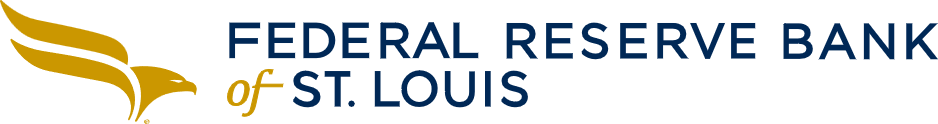 FEDERAL RESERVE BANK
of ST. LOUIS